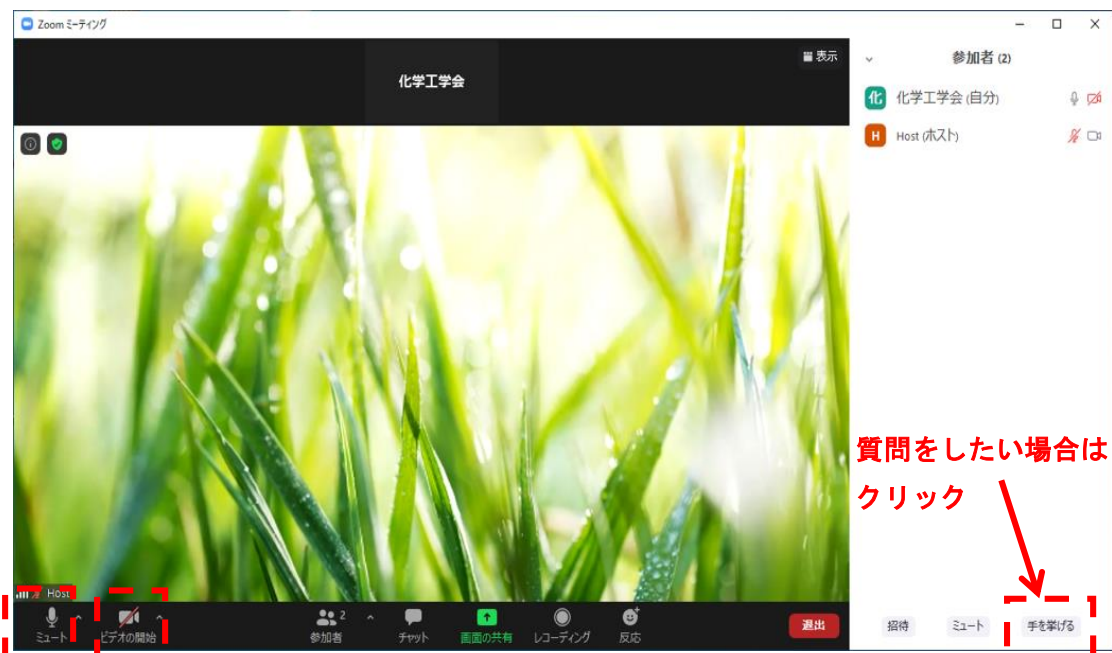 Zoom ミーティング
化学工学会
表示
参加者 (2)
化 化学工学会 (自分)
H Host (ホスト)
質問をしたい場合は
クリック
Host
ミュート
ビデオの開始
参加者 2
チャット
画面の共有
レコーディング
反応
退出
招待
ミュート
手を挙げる